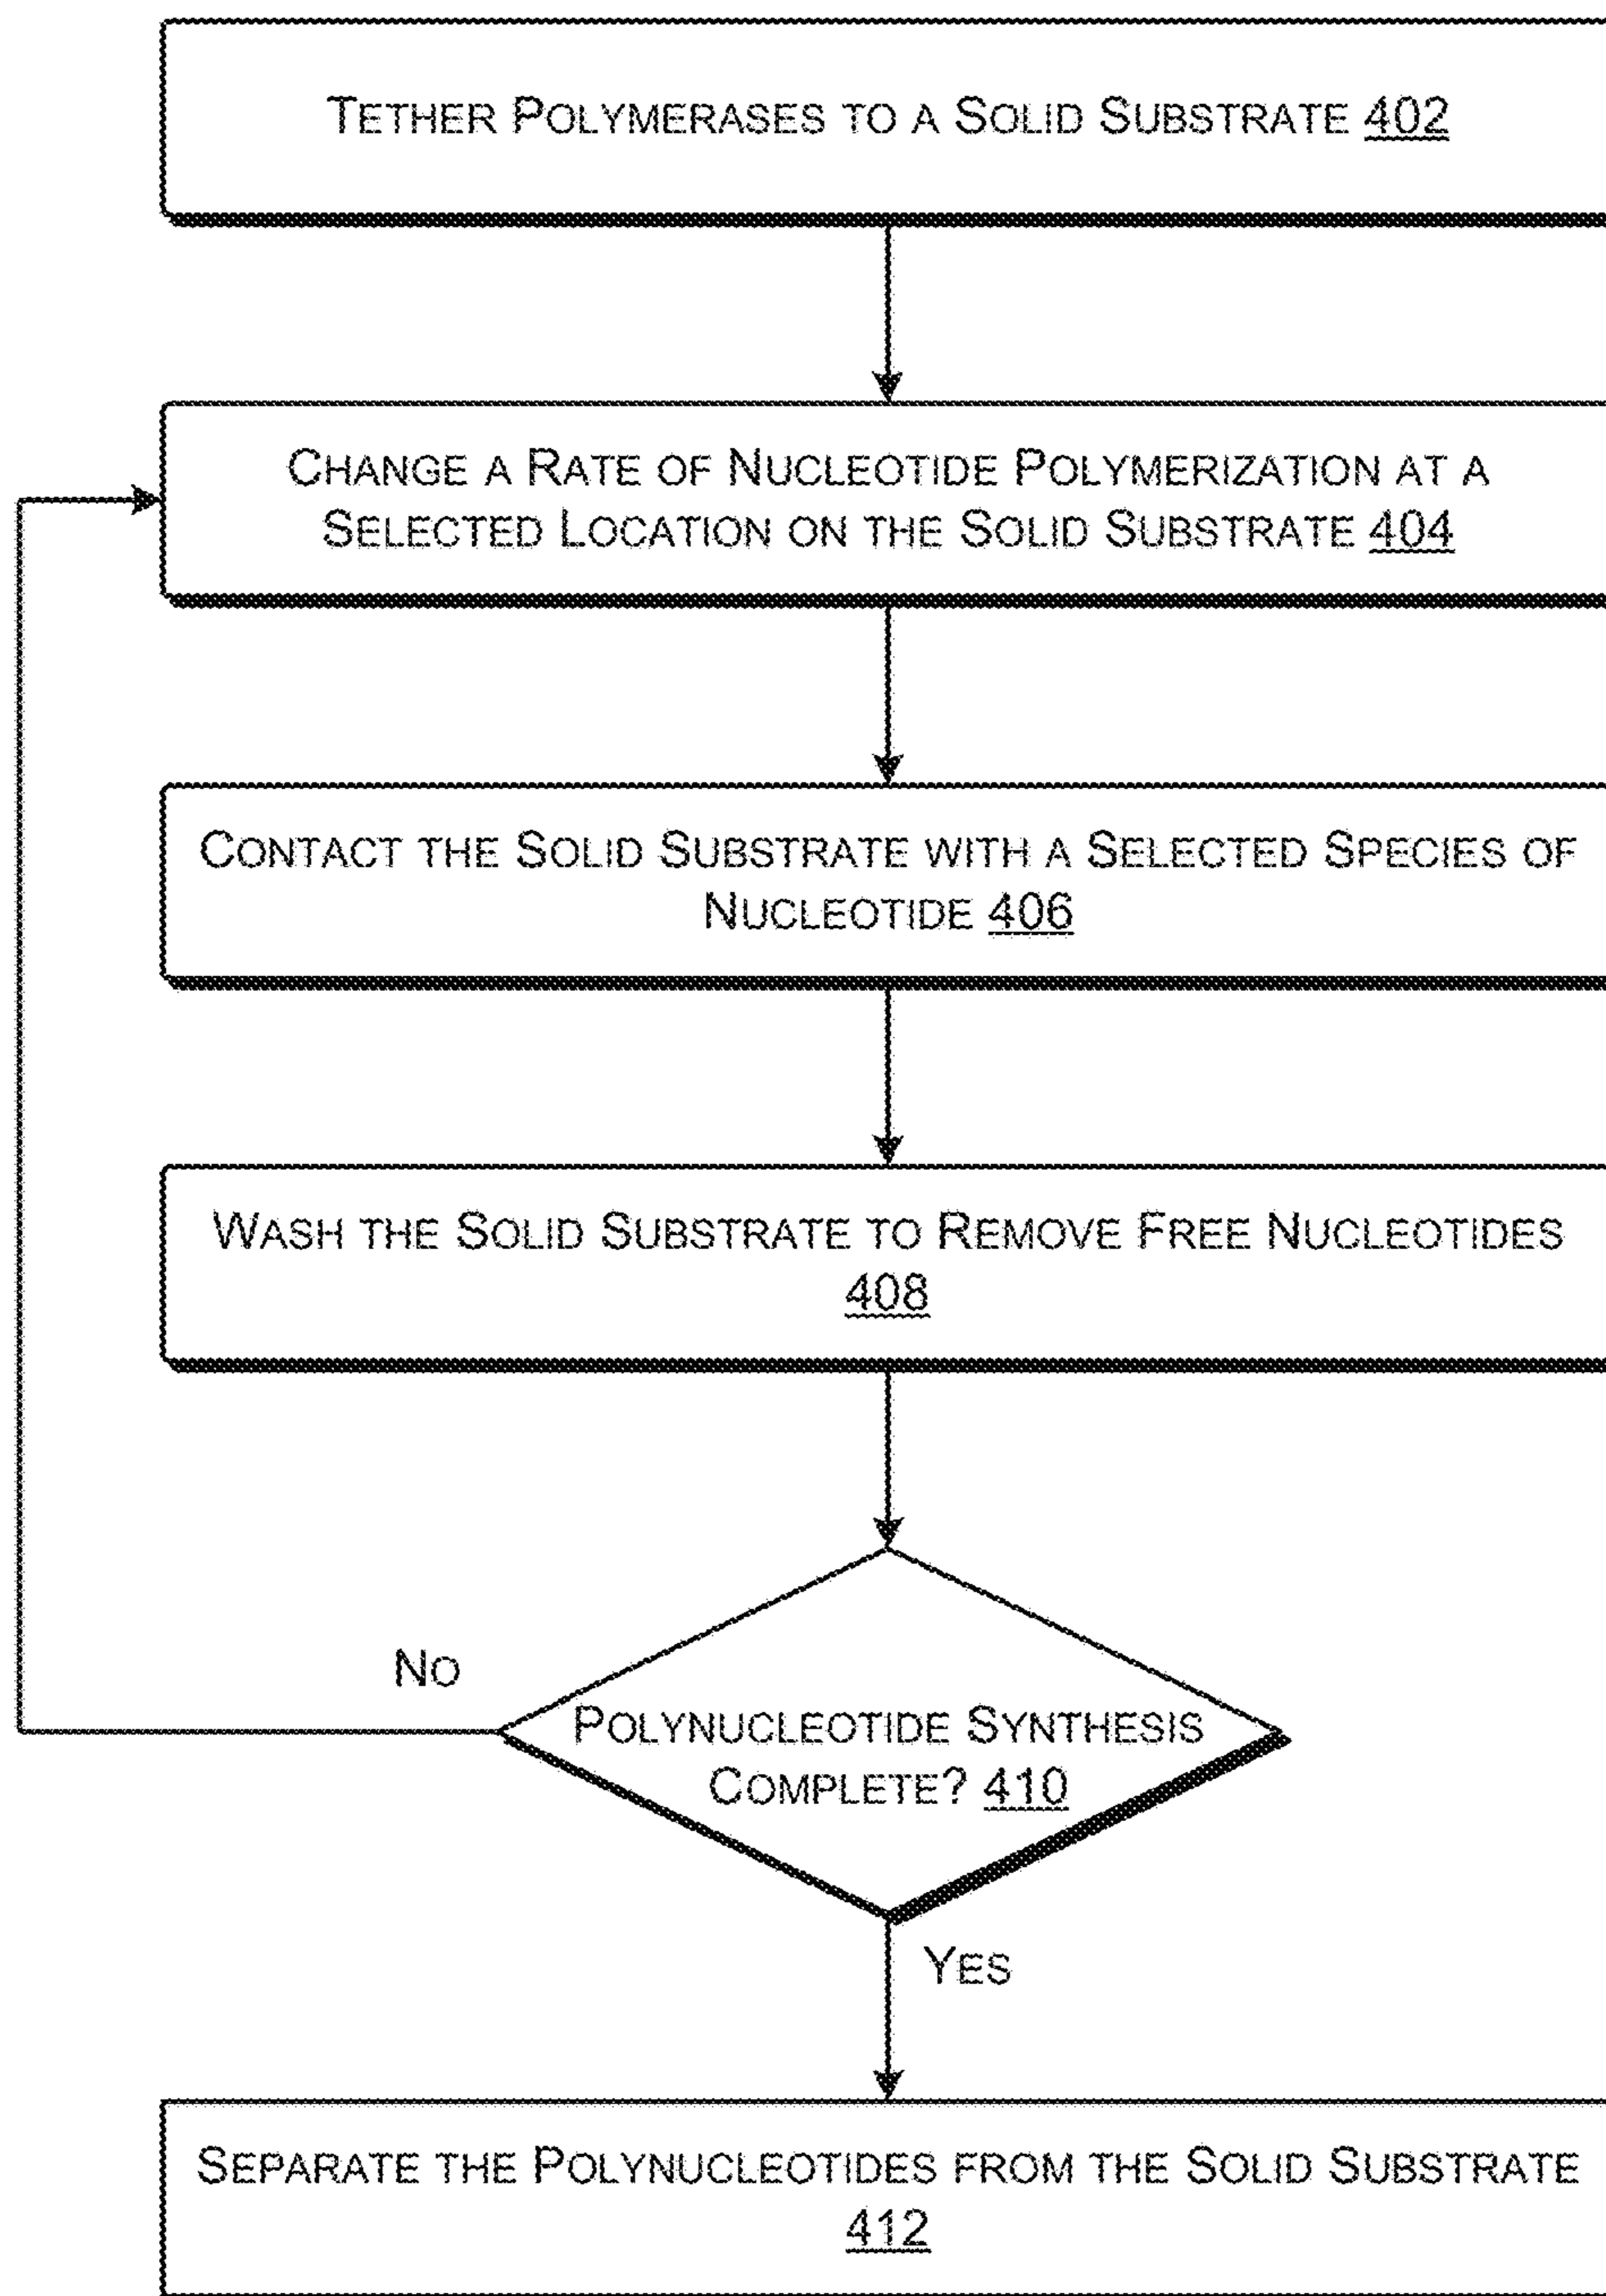 TETHER POLYMERASES TO A SOLID SUBSTRATE 402
CHANGE A RATE OF NUCLEOTIDE POLYMERIZATION AT A
SELECTED LOCATION ON THE SOLID SUBSTRATE 404
CONTACT THE SOLID SUBSTRATE WITH A SELECTED SPECIES OF
NUCLEOTIDE 406
WASH THE SOLID SUBSTRATE TO REMOVE FREE NUCLEOTIDES
408
NO
POLYNUCLEOTIDE SYNTHESIS
COMPLETE? 410
YES
SEPARATE THE POLYNUCLEOTIDES FROM THE SOLID SUBSTRATE
412